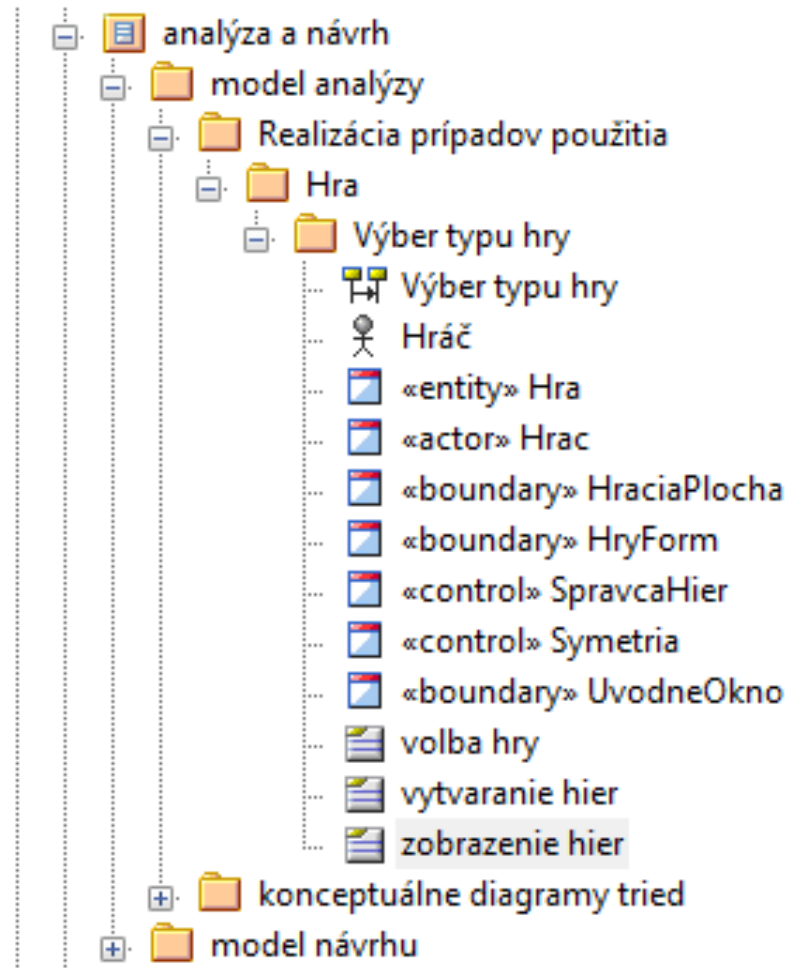 analýza a návrh
model analýzy
Realizácia prípadov použitia
Hra
Výber typu hry
Výber typu hry
Hráč
«entity» Hra
«actor» Hrac
«boundary» HraciaPlocha
«boundary» HryForm
«control» SpravcaHier
«control» Symetria
«boundary» UvodneOkno
volba hry
vytvaranie hier
zobrazenie hier
konceptuálne diagramy tried
model návrhu